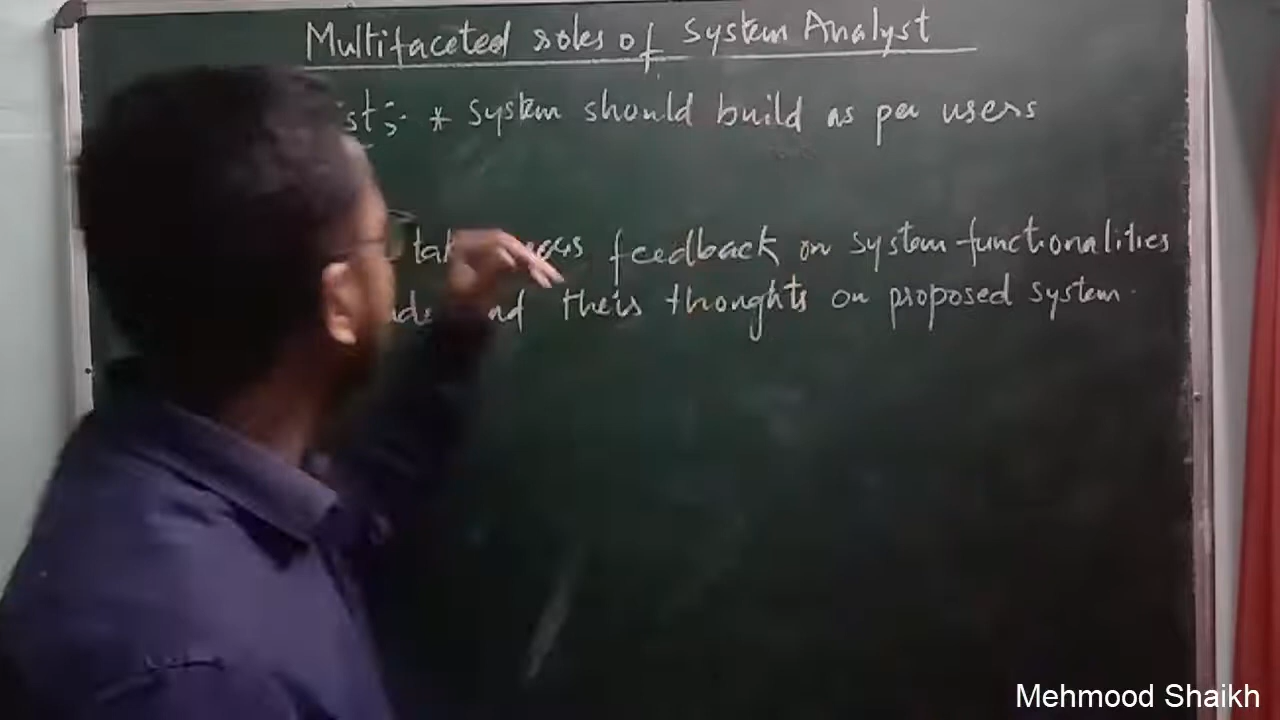 Multifaceted roles of System Analyst
* System should build as per users
feedback on system functionalities
their thoughts on proposed system.
Mehmood Shaikh